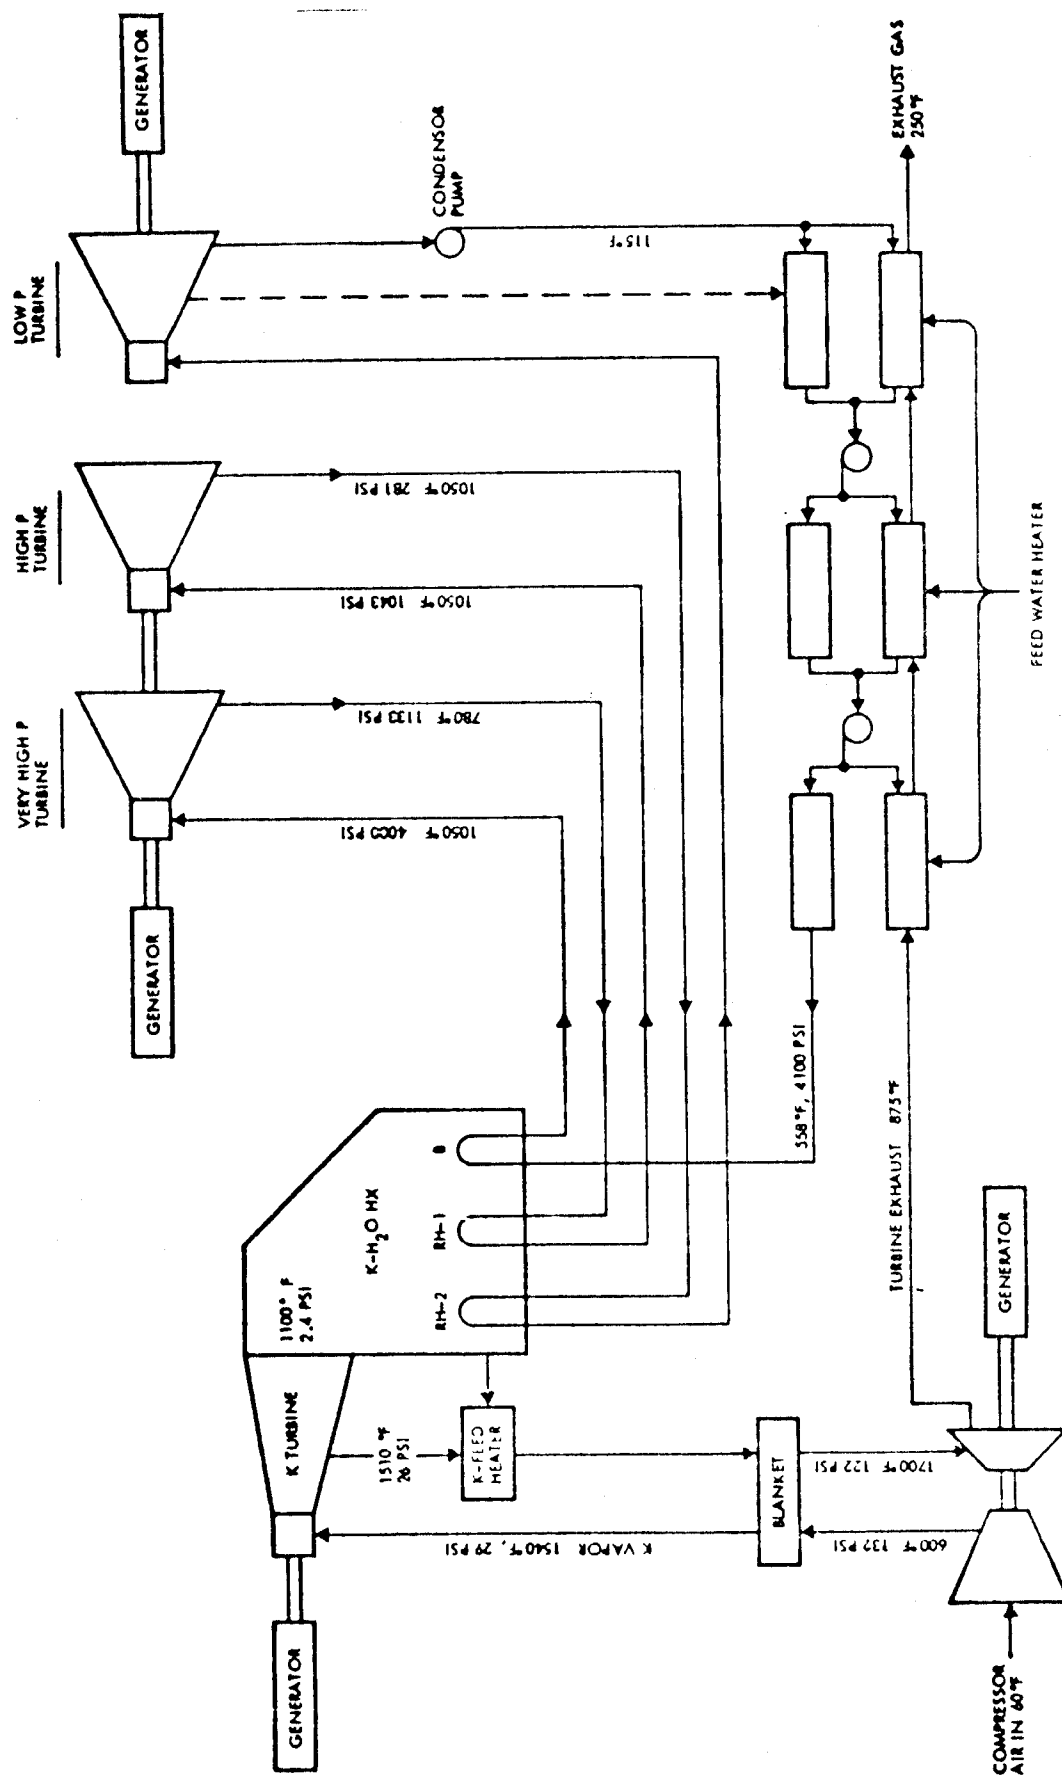 GENERATOR
LOW P
TURBINE
CONDENSOR
PUMP
115°F
EXHAUST GAS
250°F
HIGH P
TURBINE
1050°F 281 PSI
1050°F 1043 PSI
FEED WATER HEATER
VERY HIGH P
TURBINE
780°F 1133 PSI
1050°F 4000 PSI
GENERATOR
558°F, 4100 PSI
TURBINE EXHAUST 875°F
B
RH-1
RH-2
K-H2O HX
1100° F
2.4 PSI
K TURBINE
1510 °F
26 PSI
K-FEED
HEATER
BLANKET
K VAPOR 1540°F, 29 PSI
1700°F 122 PSI
600°F 132 PSI
GENERATOR
GENERATOR
COMPRESSOR
AIR IN 60°F